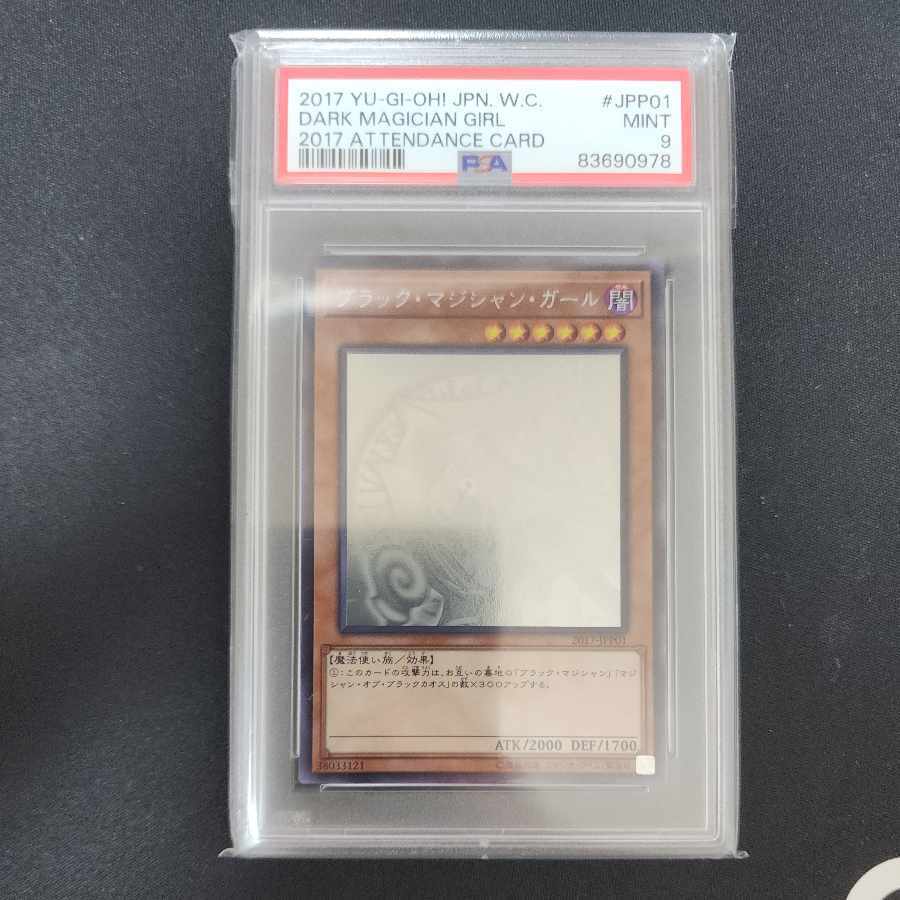 2017 YU-GI-OH! JPN. W.C. #JPP01
DARK MAGICIAN GIRL MINT
2017 ATTENDANCE CARD 9
PSA 83690978
ブラック・マジシャン・ガール 闇
2017-JPP01
【魔法使い族/効果】
①:このカードの攻撃力は、お互いの墓地の「ブラック・マジシャン」「マジ
シャン・オブ・ブラックカオス」の数×300アップする。
ATK/2000 DEF/1700
38033121